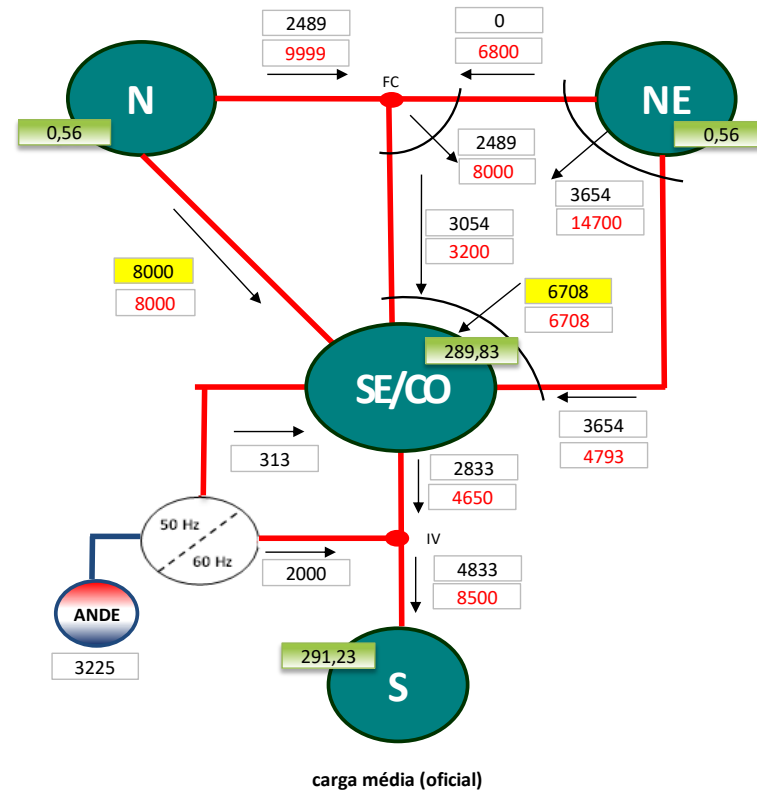 2489
9999
0
6800
FC
N
NE
0,56
0,56
2489
8000
3654
14700
3054
3200
8000
8000
6708
6708
289,83
SE/CO
3654
4793
313
2833
4650
50 Hz
60 Hz
IV
2000
4833
8500
ANDE
3225
291,23
S
carga média (oficial)